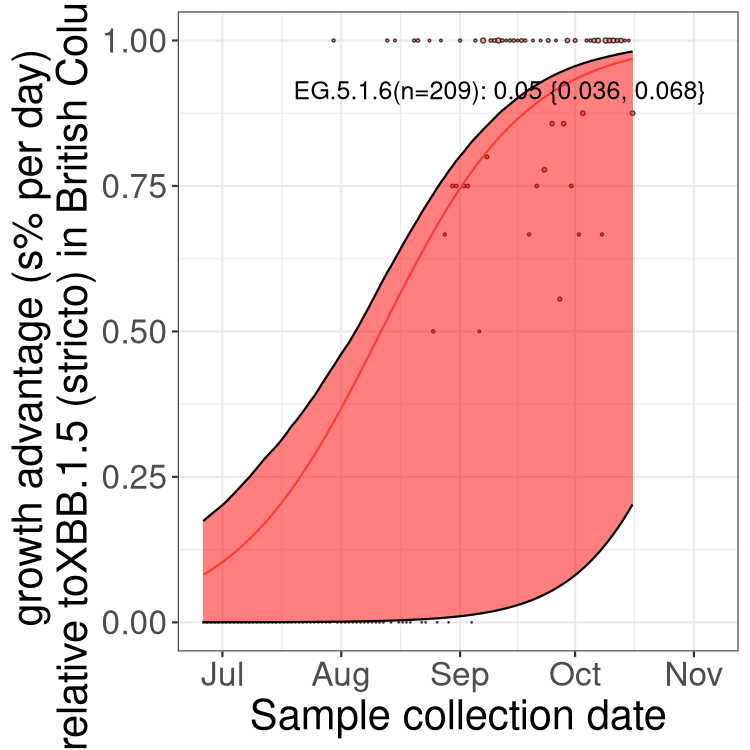 growth advantage (s% per day)
relative toXBB.1.5 (stricto) in British Colu
1.00
0.75
0.50
0.25
0.00
EG.5.1.6(n=209): 0.05 {0.036, 0.068}
Jul Aug Sep Oct Nov
Sample collection date